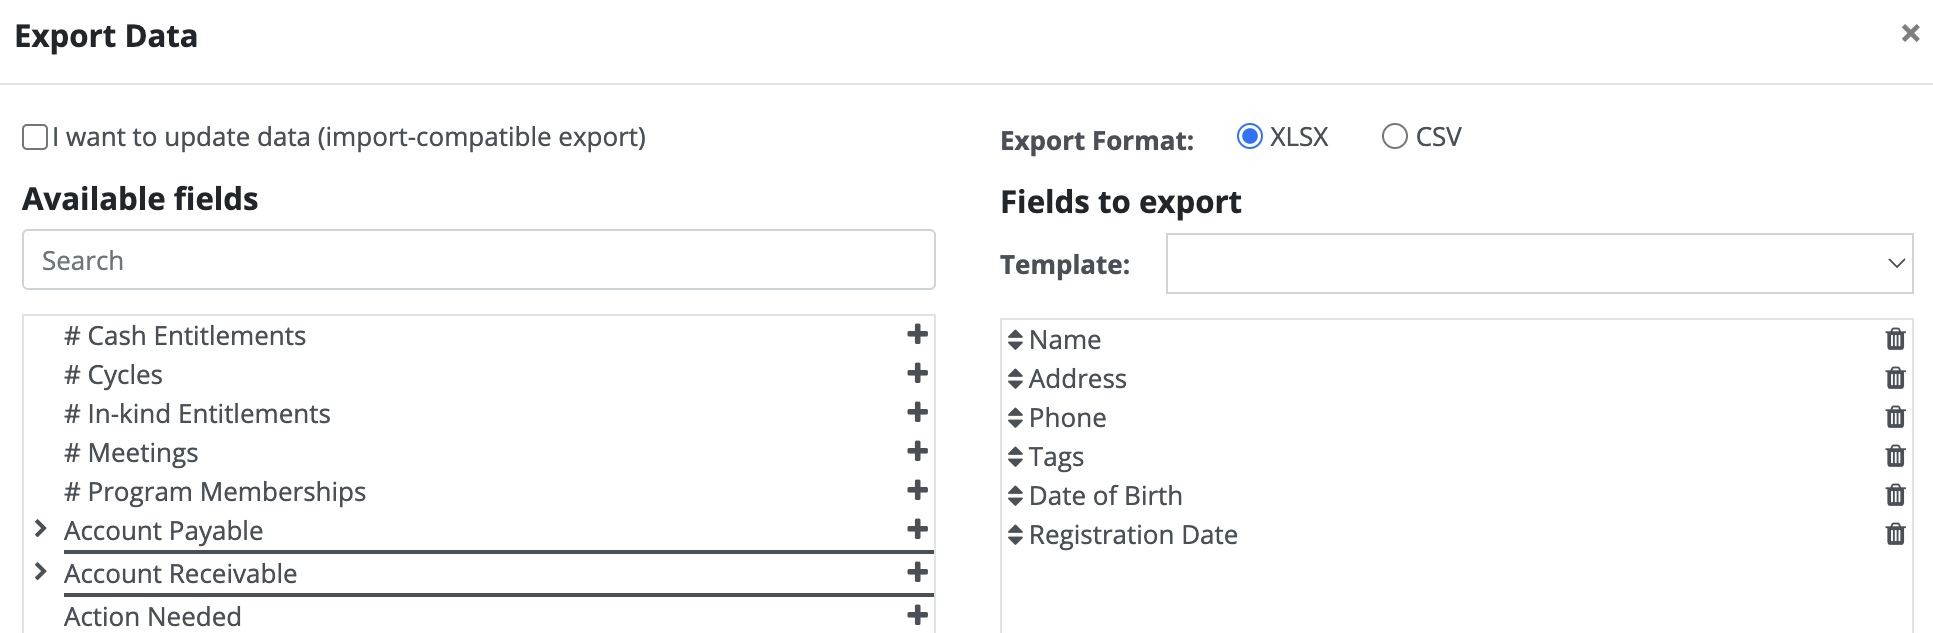 Export Data
I want to update data (import-compatible export)
Export Format:
XLSX
CSV
Available fields
Search
# Cash Entitlements
# Cycles
# In-kind Entitlements
# Meetings
# Program Memberships
Account Payable
Account Receivable
Action Needed
Fields to export
Template:
Name
Address
Phone
Tags
Date of Birth
Registration Date